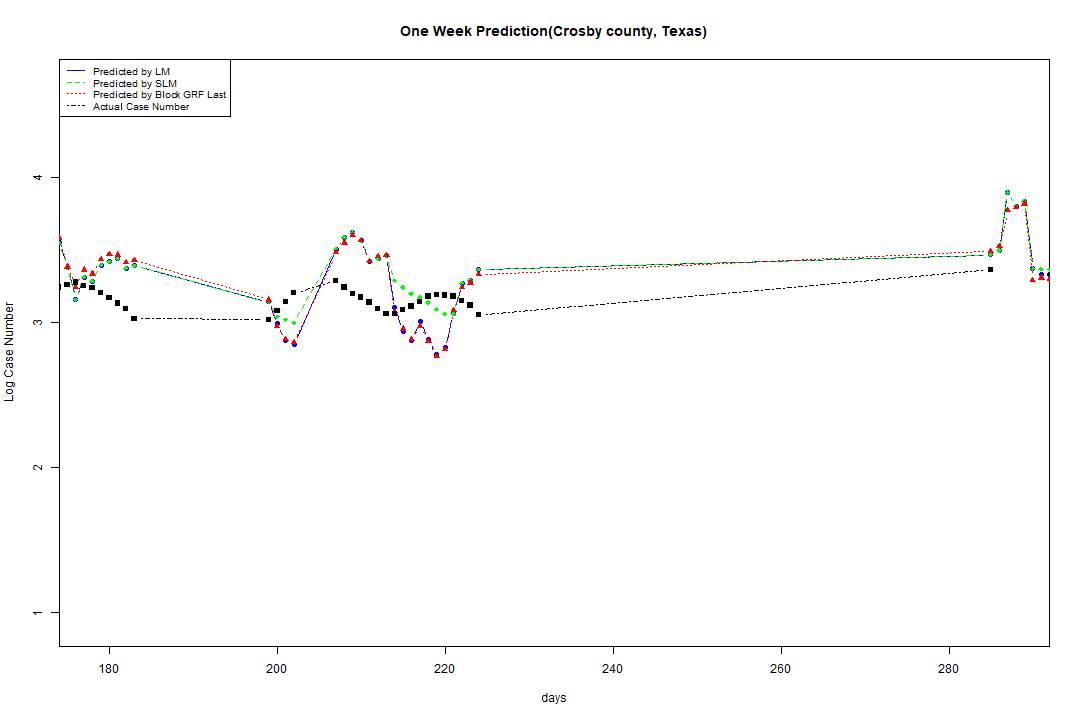 One Week Prediction(Crosby county, Texas)
Predicted by LM
Predicted by SLM
Predicted by Block GRF Last
Actual Case Number
4
3
2
1
Log Case Number
180 200 220 240 260 280
days